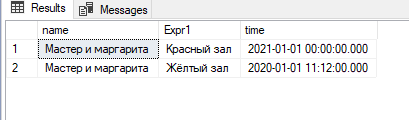 Results Messages
name Expr1 time
1 Мастер и маргарита Красный зал 2021-01-01 00:00:00.000
2 Мастер и маргарита Жёлтый зал 2020-01-01 11:12:00.000